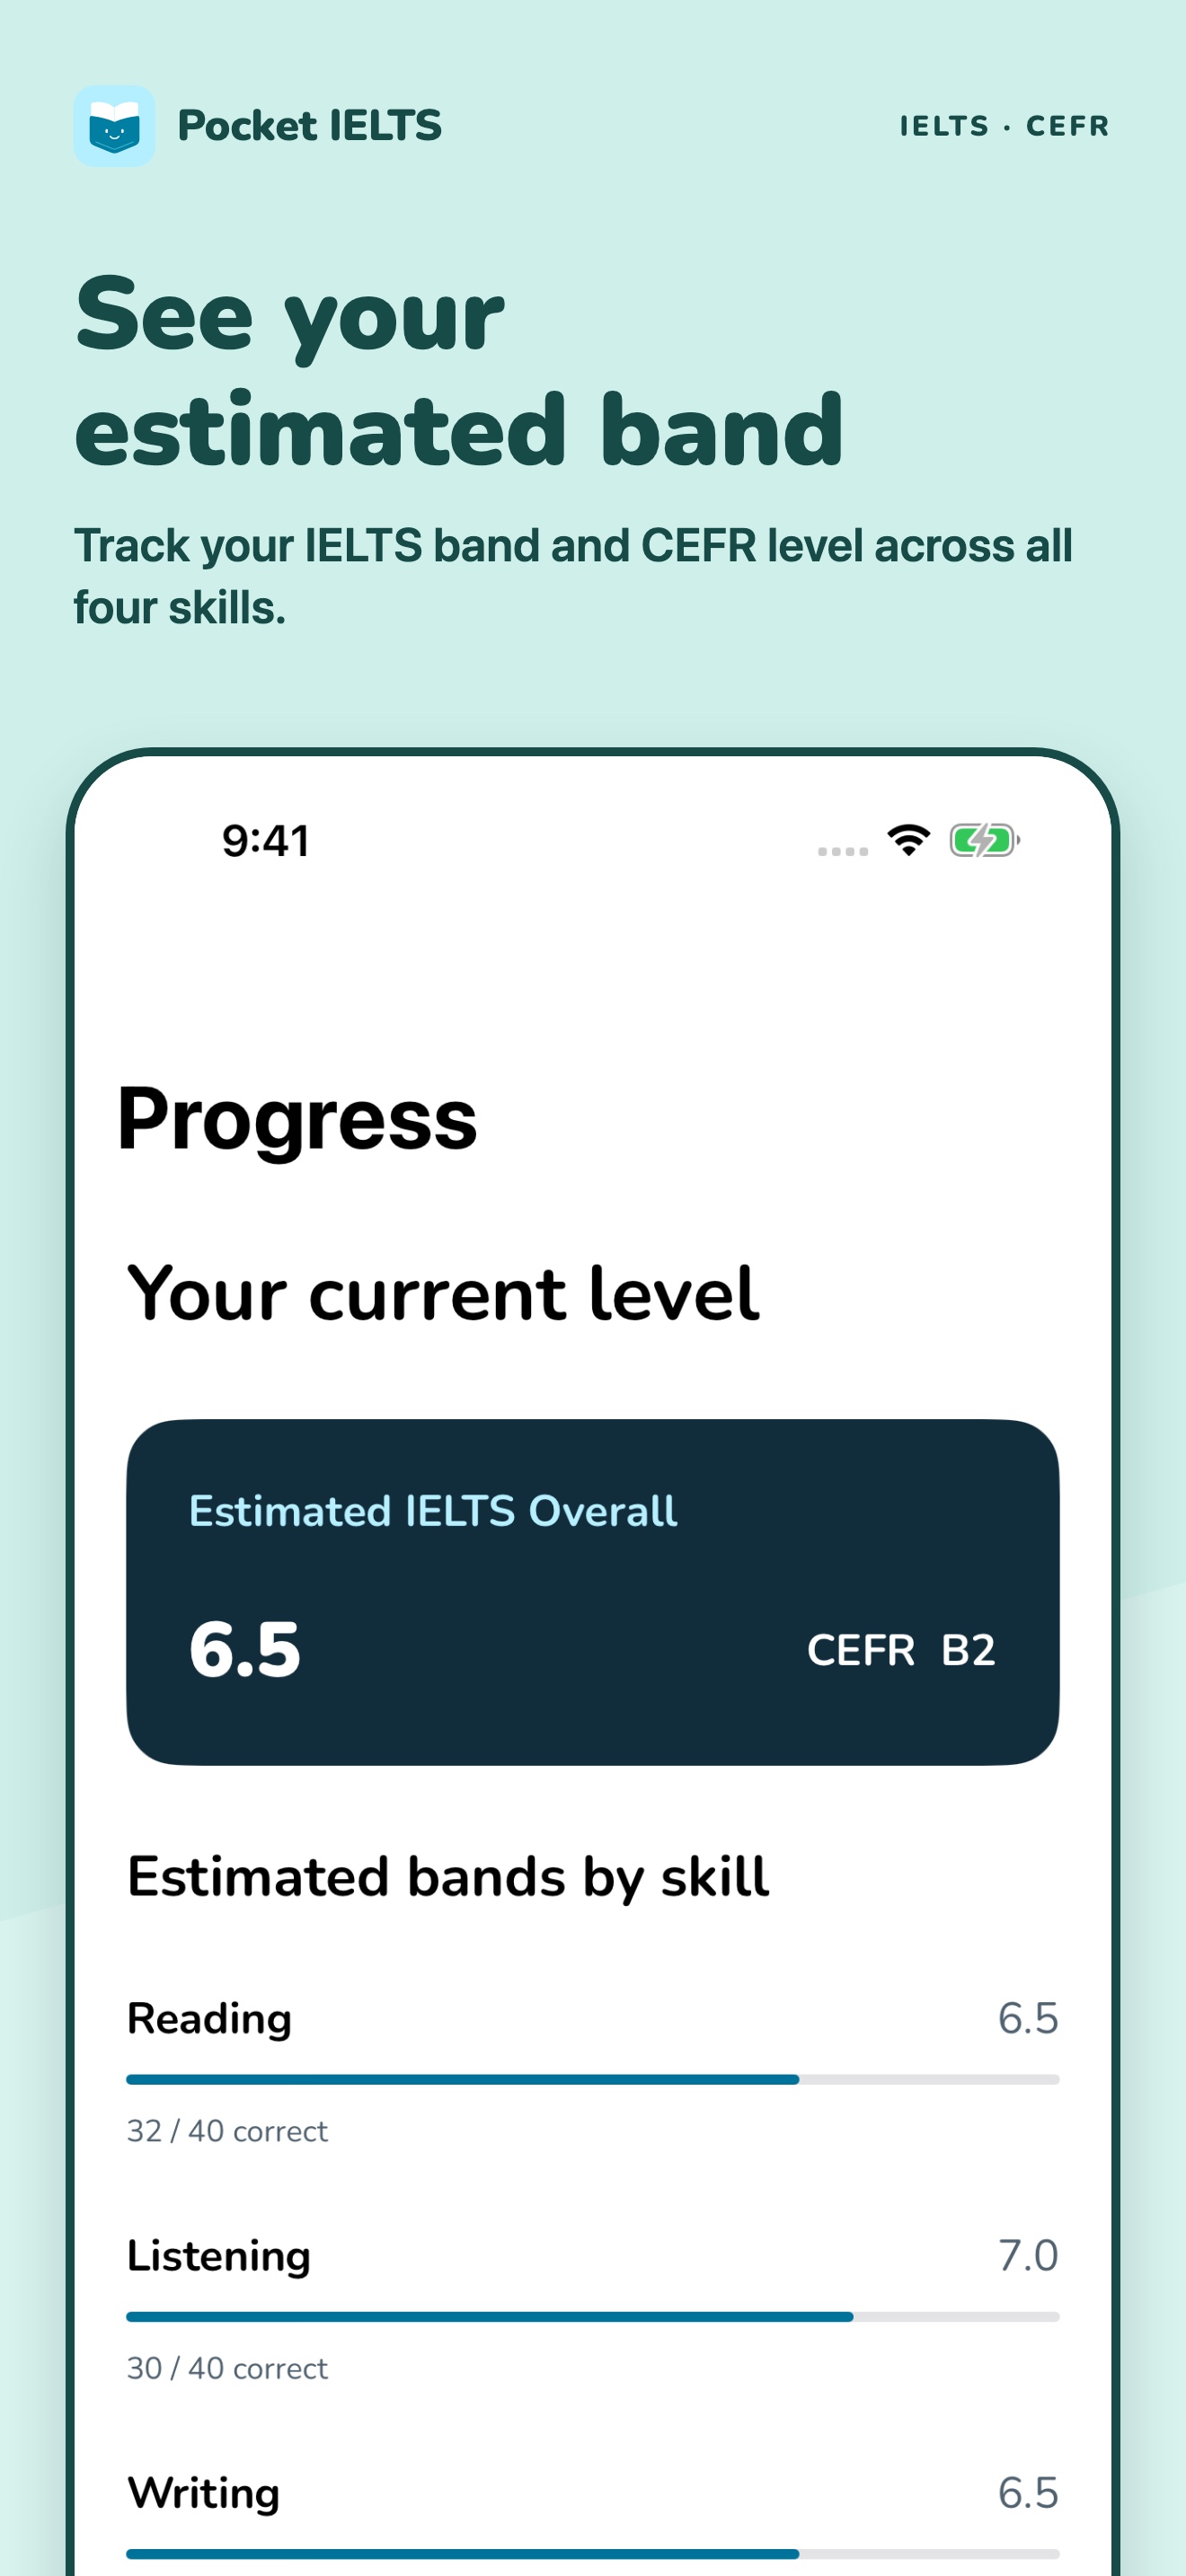 Pocket IELTS
IELTS · CEFR
See your
estimated band
Track your IELTS band and CEFR level across all
four skills.
9:41
Progress
Your current level
Estimated IELTS Overall
6.5
CEFR B2
Estimated bands by skill
Reading
6.5
32 / 40 correct
Listening
7.0
30 / 40 correct
Writing
6.5